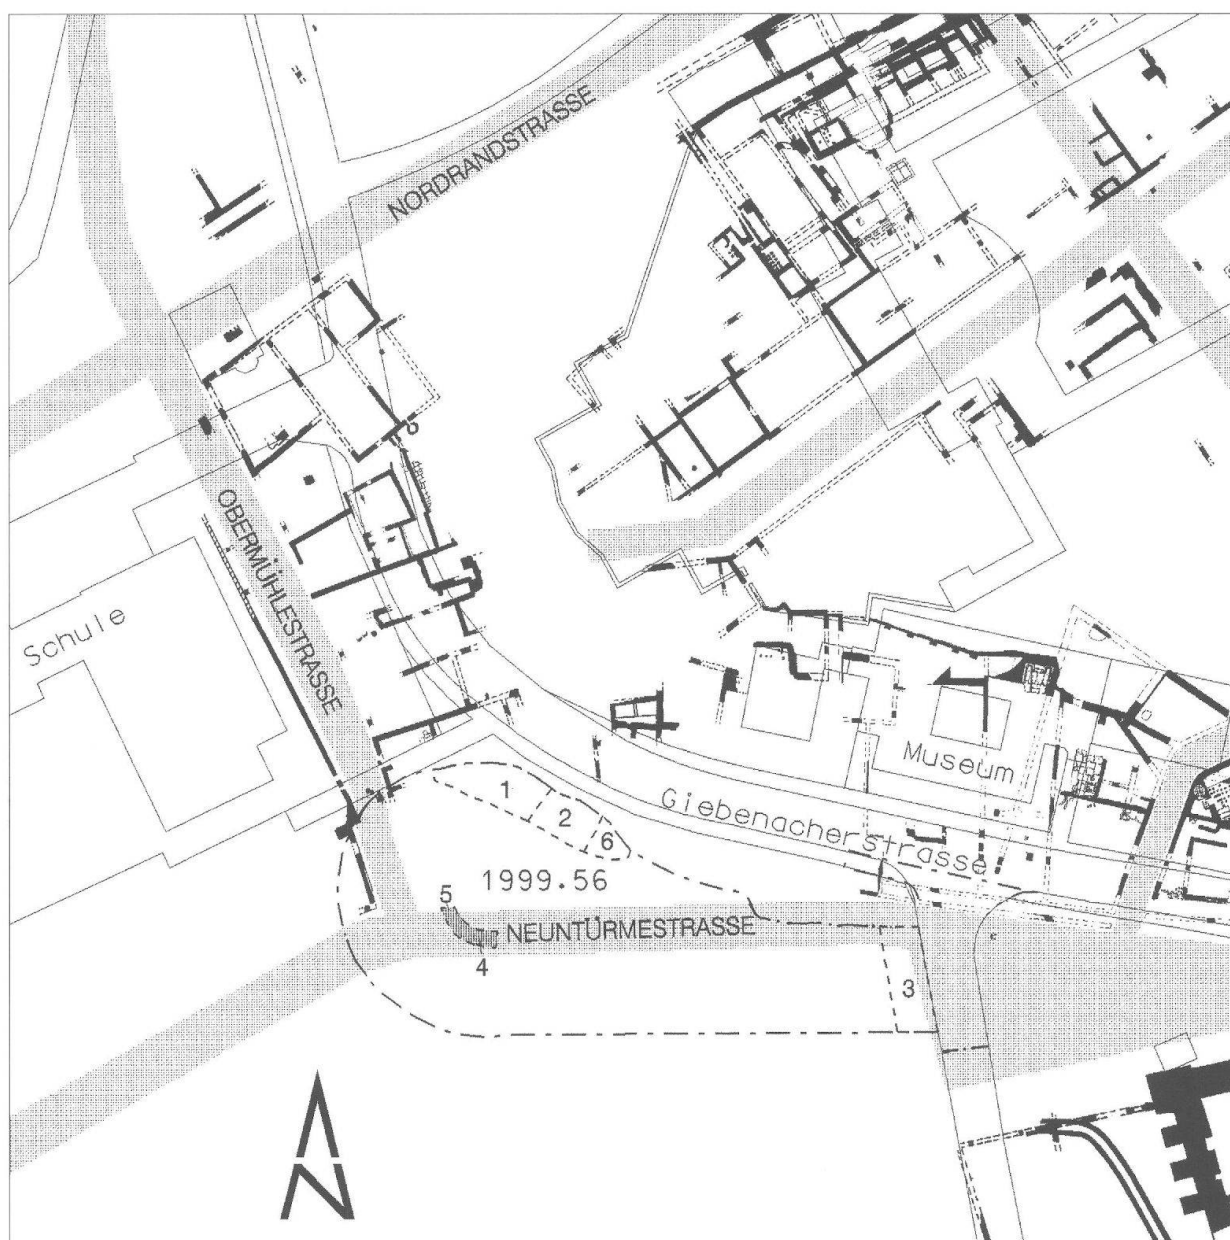 NORDRANDSTRASSE
OBERMÜHLESTRASSE
Schule
Museum
Giebenacherstrasse
1
2
6
1999.56
5
NEUNTÜRMESTRASSE
4
3
N